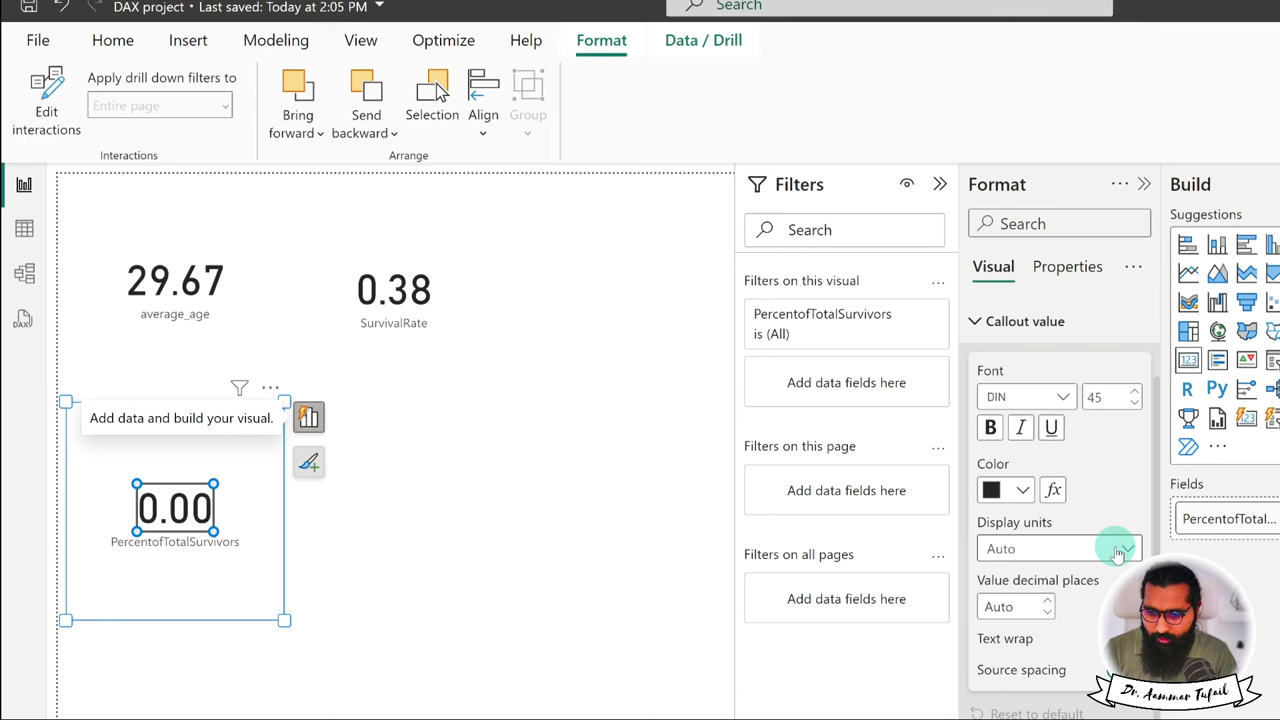 DAX project • Last saved: Today at 2:05 PM
Search
File Home Insert Modeling View Optimize Help Format Data / Drill
Edit interactions
Apply drill down filters to
Entire page
Interactions
Bring forward
Send backward
Selection
Align
Group
Arrange
29.67
average_age
0.38
SurvivalRate
Add data and build your visual.
0.00
PercentofTotalSurvivors
Filters
Search
Filters on this visual
PercentofTotalSurvivors
is (All)
Add data fields here
Filters on this page
Add data fields here
Filters on all pages
Add data fields here
Format
Search
Visual Properties
Callout value
Font
DIN 45
B I U
Color
fx
Display units
Auto
Value decimal places
Auto
Text wrap
Source spacing
Reset to default
Build
Suggestions
123
R Py
Fields
PercentofTotal...
DAX
Dr. Aammar Tufail